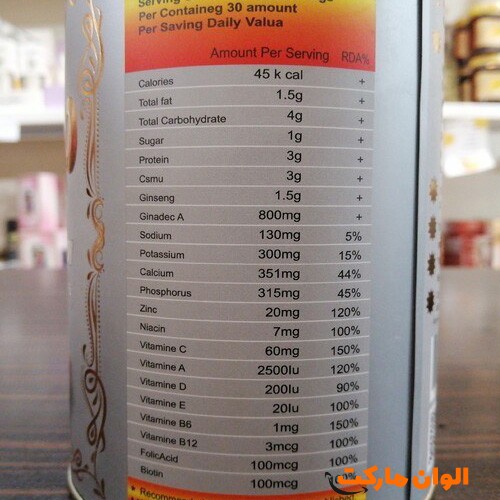 Per Containeg 30 amount
Per Saving Daily Valua
Amount Per Serving RDA%
Calories 45 k cal +
Total fat 1.5g +
Total Carbohydrate 4g +
Sugar 1g +
Protein 3g +
Csmu 3g +
Ginseng 1.5g +
Ginadec A 800mg +
Sodium 130mg 5%
Potassium 300mg 15%
Calcium 351mg 44%
Phosphorus 315mg 45%
Zinc 20mg 120%
Niacin 7mg 100%
Vitamine C 60mg 150%
Vitamine A 2500Iu 120%
Vitamine D 200Iu 90%
Vitamine E 20Iu 100%
Vitamine B6 1mg 150%
Vitamine B12 3mcg 100%
FolicAcid 100mcg 100%
Biotin 100mcg
الوان مارکت